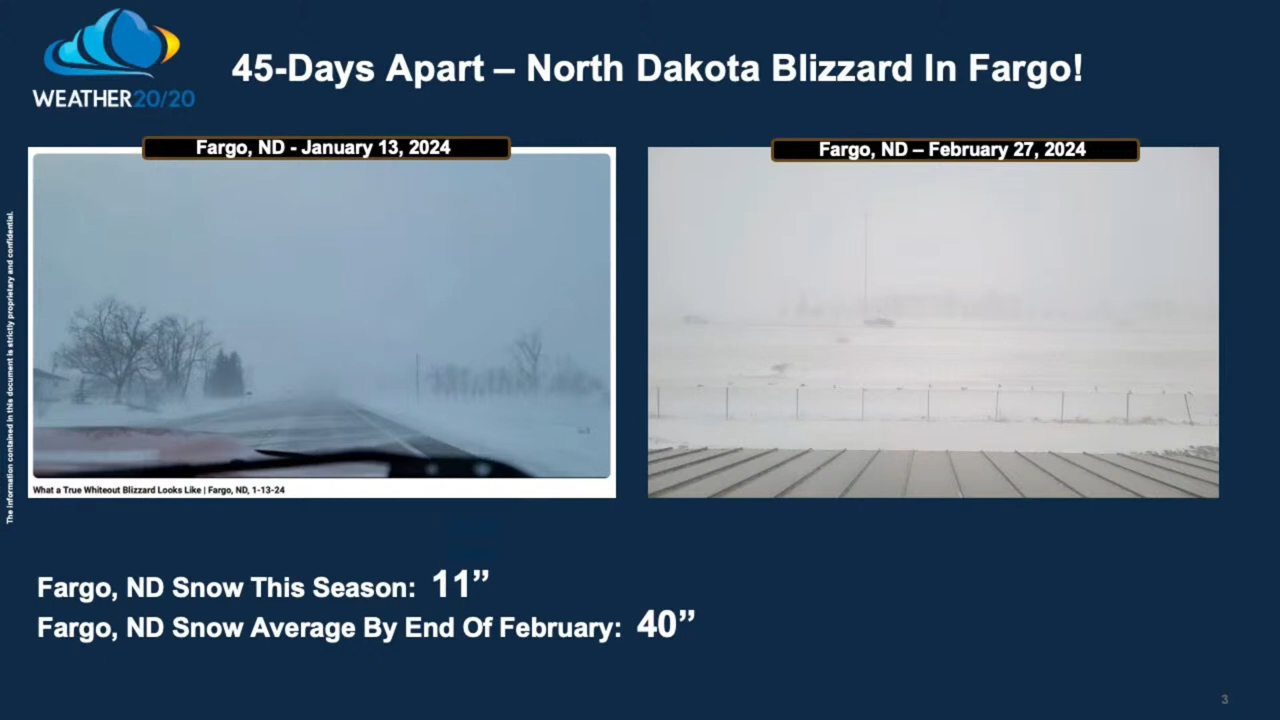 WEATHER20/20
45-Days Apart – North Dakota Blizzard In Fargo!
Fargo, ND - January 13, 2024
Fargo, ND – February 27, 2024
The information contained in this document is strictly proprietary and confidential.
What a True Whiteout Blizzard Looks Like | Fargo, ND, 1-13-24
Fargo, ND Snow This Season: 11”
Fargo, ND Snow Average By End Of February: 40”
3